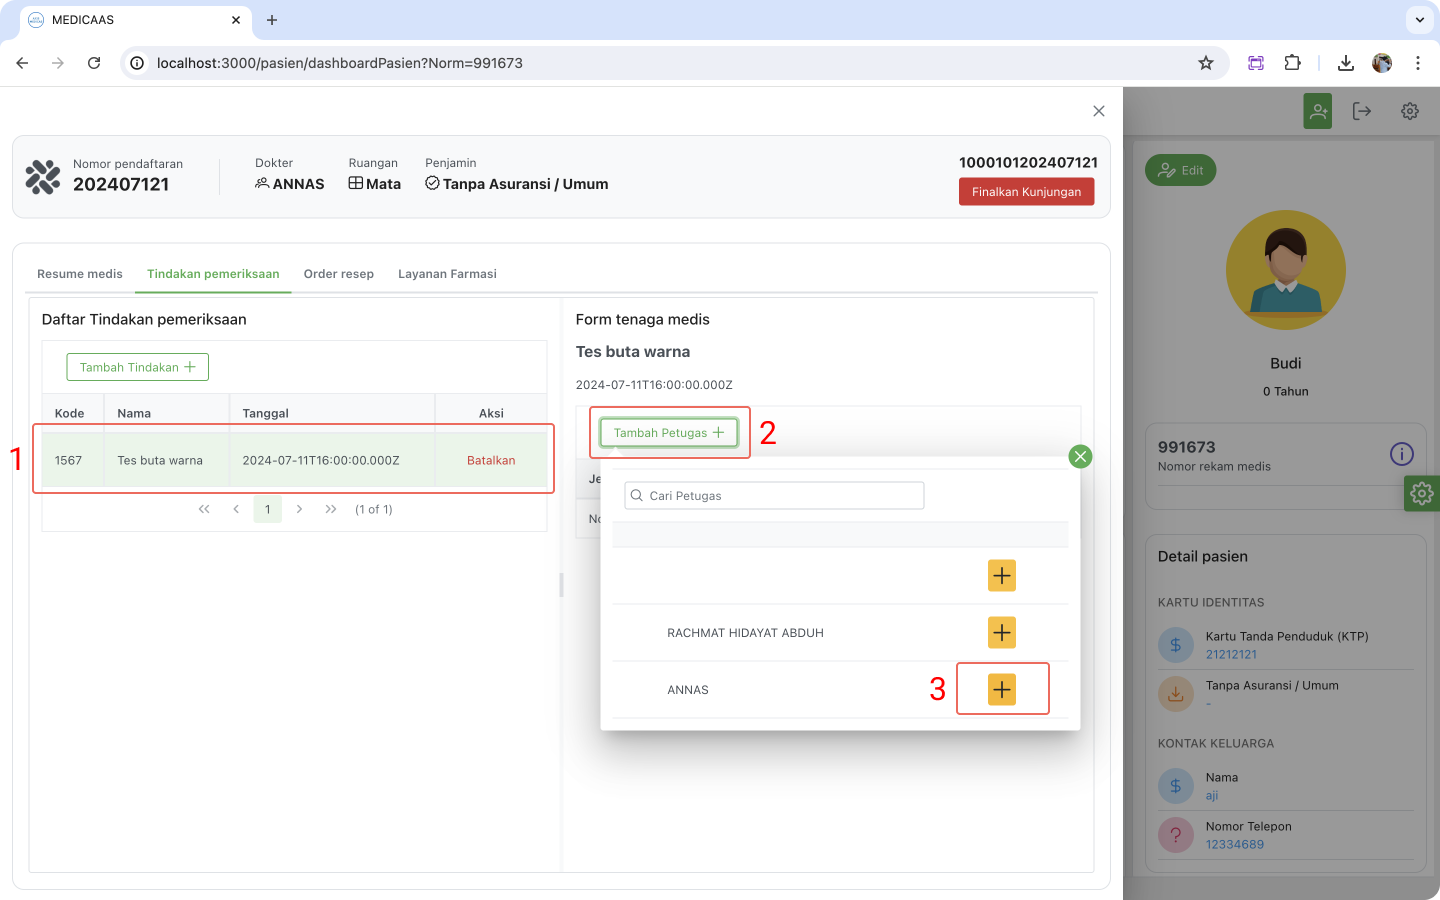 MEDICAAS
localhost:3000/pasien/dashboardPasien?Norm=991673
Nomor pendaftaran
202407121
Dokter
ANNAS
Ruangan
Mata
Penjamin
Tanpa Asuransi / Umum
1000101202407121
Finalkan Kunjungan
Resume medis
Tindakan pemeriksaan
Order resep
Layanan Farmasi
Daftar Tindakan pemeriksaan
Tambah Tindakan
Kode
Nama
Tanggal
Aksi
1
1567
Tes buta warna
2024-07-11T16:00:00.000Z
Batalkan
1
(1 of 1)
Form tenaga medis
Tes buta warna
2024-07-11T16:00:00.000Z
Tambah Petugas
2
Je
No
Cari Petugas
RACHMAT HIDAYAT ABDUH
ANNAS
3
Edit
Budi
0 Tahun
991673
Nomor rekam medis
Detail pasien
KARTU IDENTITAS
Kartu Tanda Penduduk (KTP)
21212121
Tanpa Asuransi / Umum
-
KONTAK KELUARGA
Nama
aji
Nomor Telepon
12334689